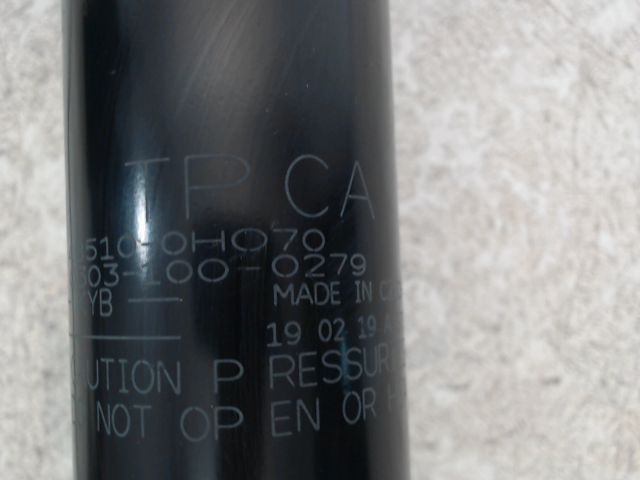 TP CA
510-0H070
03-100-0279
YB — MADE IN
19 02 19 A
UTION PRESSUR
NOT OPEN OR